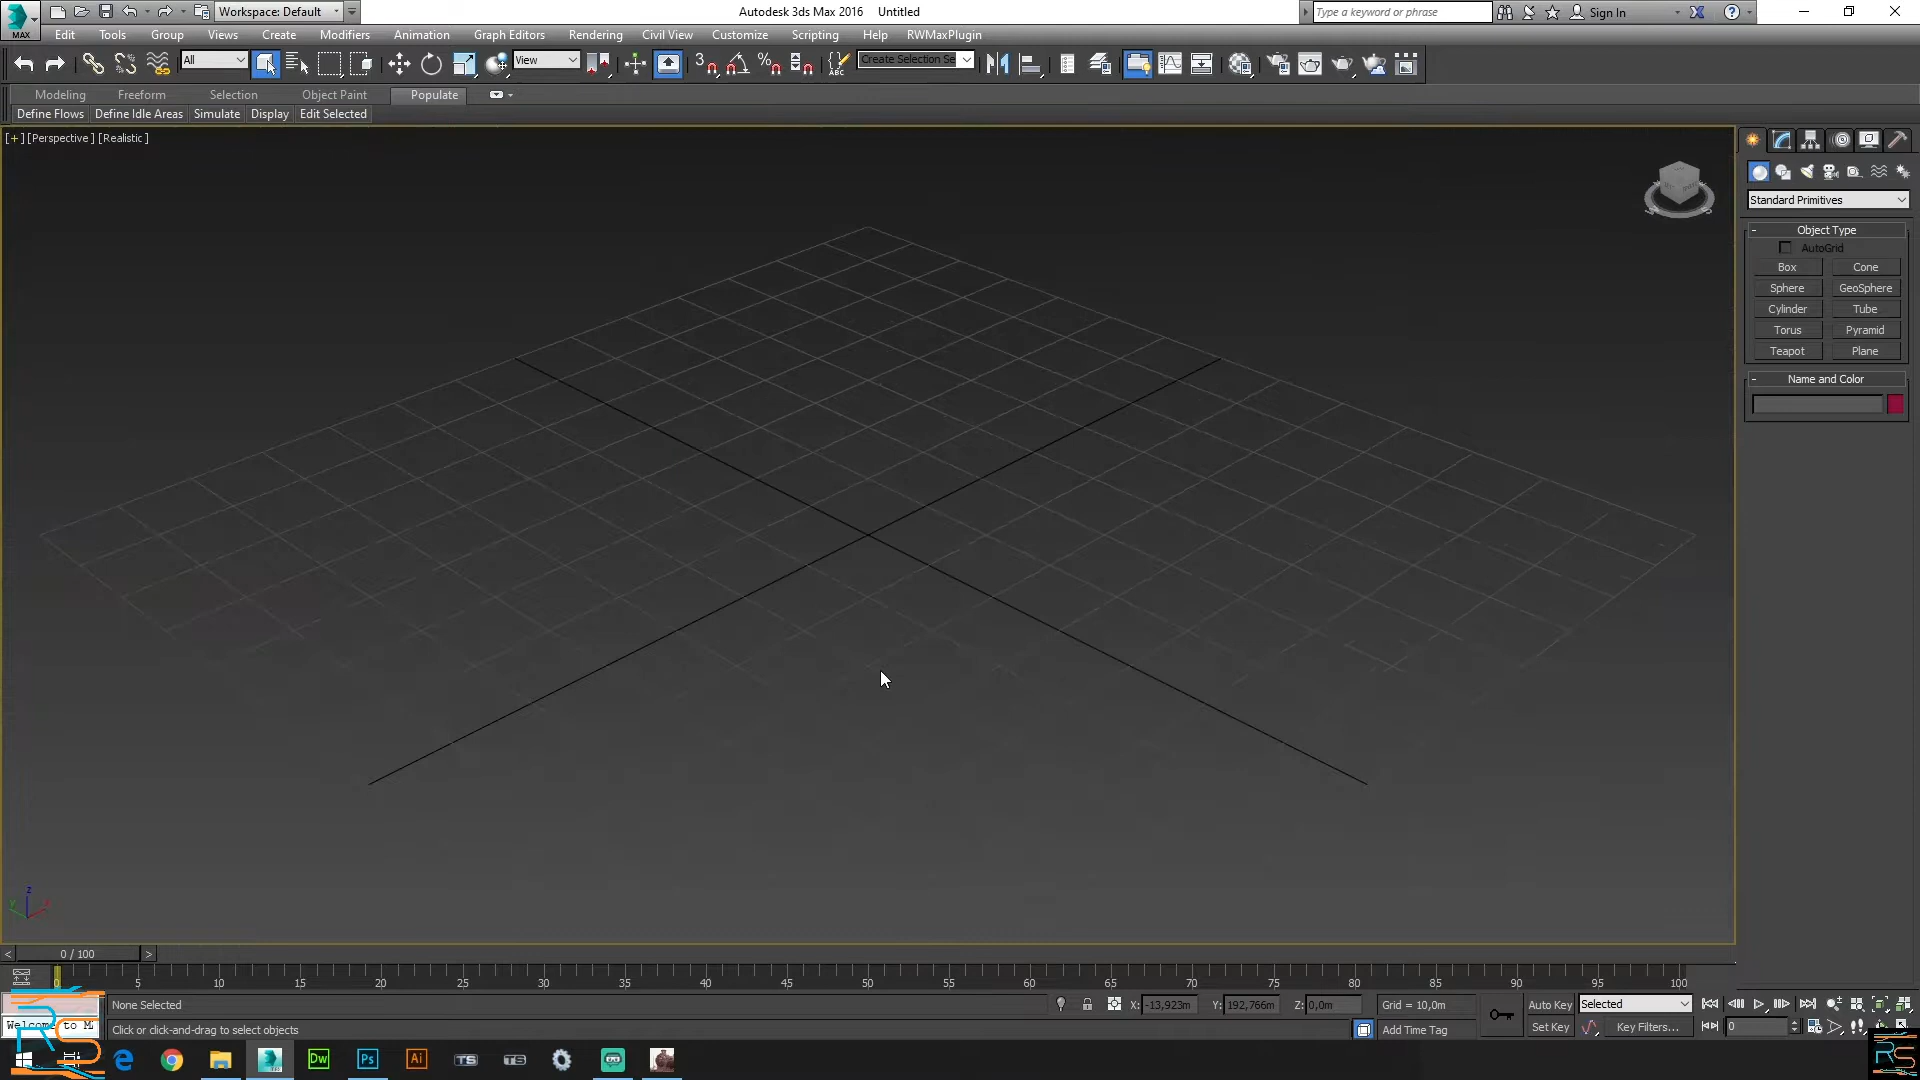 Workspace: Default
Autodesk 3ds Max 2016 Untitled
Type a keyword or phrase
Sign In
MAX
Edit Tools Group Views Create Modifiers Animation Graph Editors Rendering Civil View Customize Scripting Help RWMaxPlugin
All
View
3
%
ABC
Create Selection Se
Modeling Freeform Selection Object Paint Populate
Define Flows Define Idle Areas Simulate Display Edit Selected
[+] [Perspective] [Realistic]
Standard Primitives
- Object Type
AutoGrid
Box Cone
Sphere GeoSphere
Cylinder Tube
Torus Pyramid
Teapot Plane
- Name and Color
z
y x
< 0 / 100 >
0 5 10 15 20 25 30 35 40 45 50 55 60 65 70 75 80 85 90 95 100
None Selected
X: -13,923m Y: 192,766m Z: 0,0m Grid = 10,0m
Auto Key Selected
Welcome to M
Click or click-and-drag to select objects
Add Time Tag
Set Key Key Filters...
0
RS
Dw Ps Ai TS TS
RS